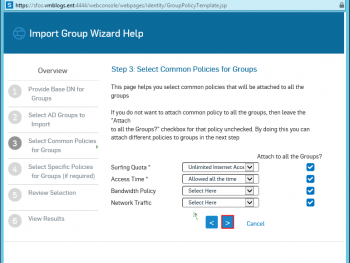 https://sfos.vmblogs.ent:4444/webconsole/webpages/identity/GroupPolicyTemplate.jsp
Import Group Wizard Help
Overview
1 Provide Base DN for
Groups
2 Select AD Groups to
Import
3 Select Common Policies
for Groups
4 Select Specific Policies
for Groups (if required)
5 Review Selection
6 View Results
Step 3: Select Common Policies for Groups
This page helps you select common policies that will be attached to all the
groups
If you do not want to attach common policy to all the groups, then leave the
"Attach
to all the Groups?" checkbox for that policy unchecked. By doing this you can
attach different policies to groups in the next step
Attach to all the Groups?
Surfing Quota * Unlimited Internet Acce
Access Time * Allowed all the time
Bandwidth Policy Select Here
Network Traffic Select Here
< > Cancel